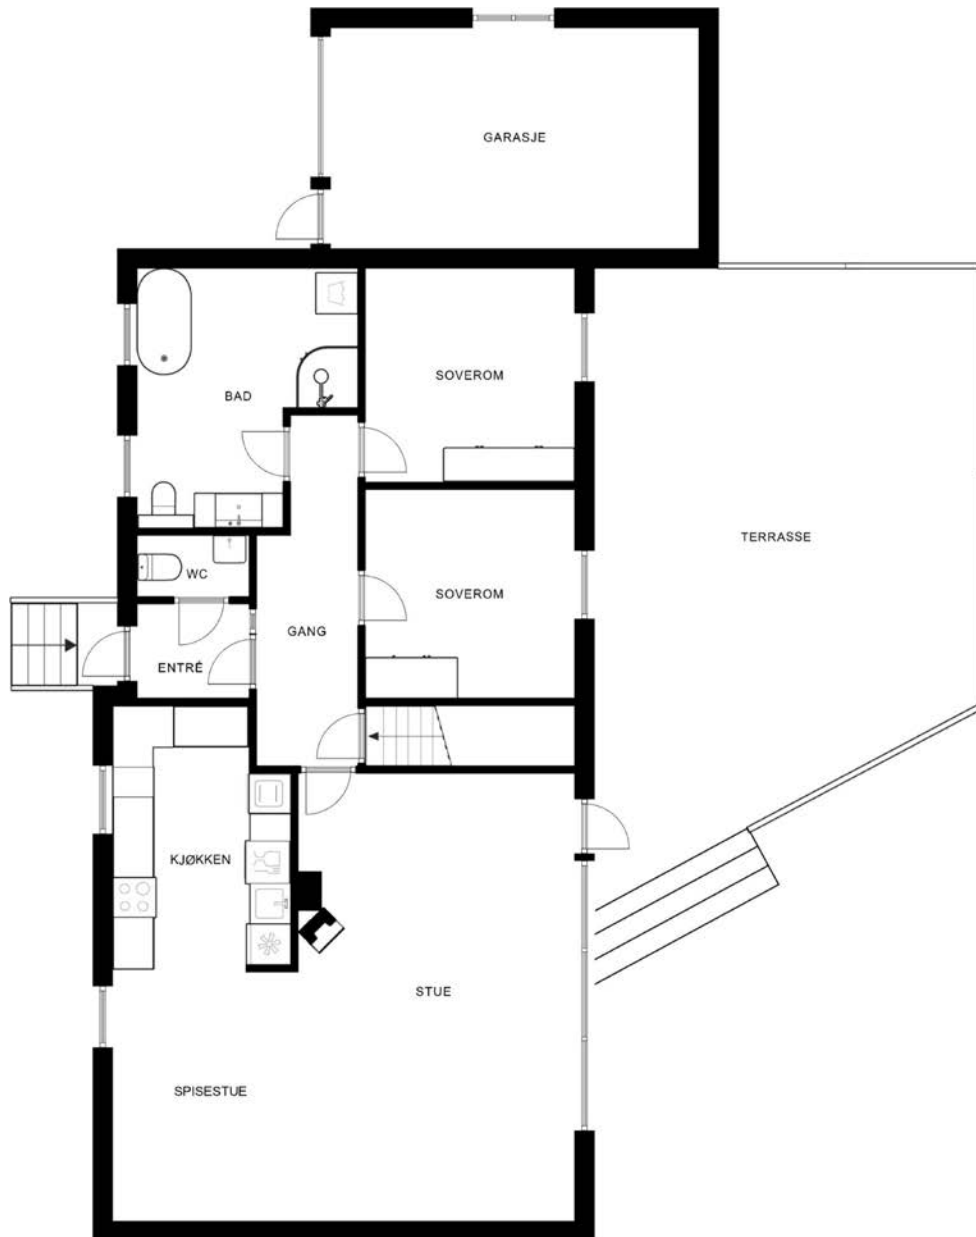 GARASJE
SOVEROM
BAD
TERRASSE
WC
SOVEROM
GANG
ENTRÉ
KJØKKEN
STUE
SPISESTUE